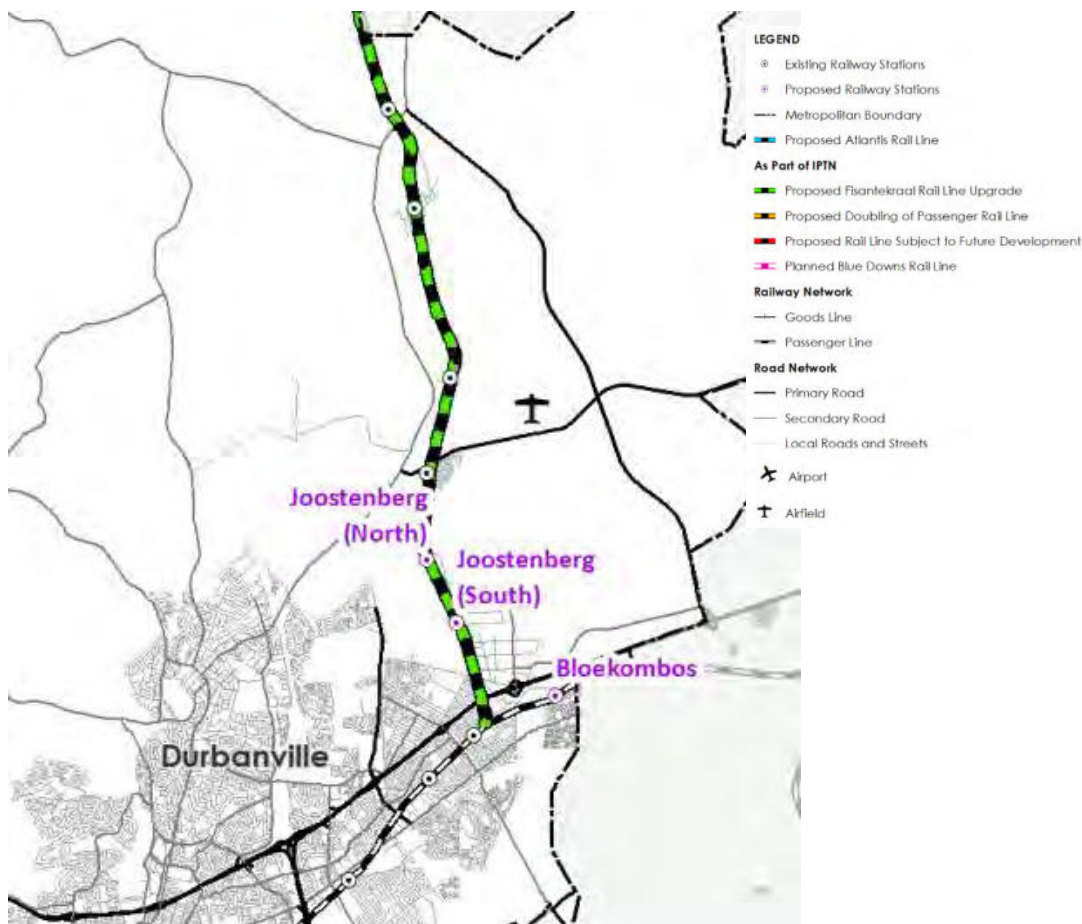 LEGEND
Existing Railway Stations
Proposed Railway Stations
Metropolitan Boundary
Proposed Atlantis Rail Line
As Part of IPTN
Proposed Fisantekraal Rail Line Upgrade
Proposed Doubling of Passenger Rail Line
Proposed Rail Line Subject to Future Development
Planned Blue Downs Rail Line
Railway Network
Goods Line
Passenger Line
Road Network
Primary Road
Secondary Road
Local Roads and Streets
Airport
Airfield
Joostenberg
(North)
Joostenberg
(South)
Bloekombos
Durbanville